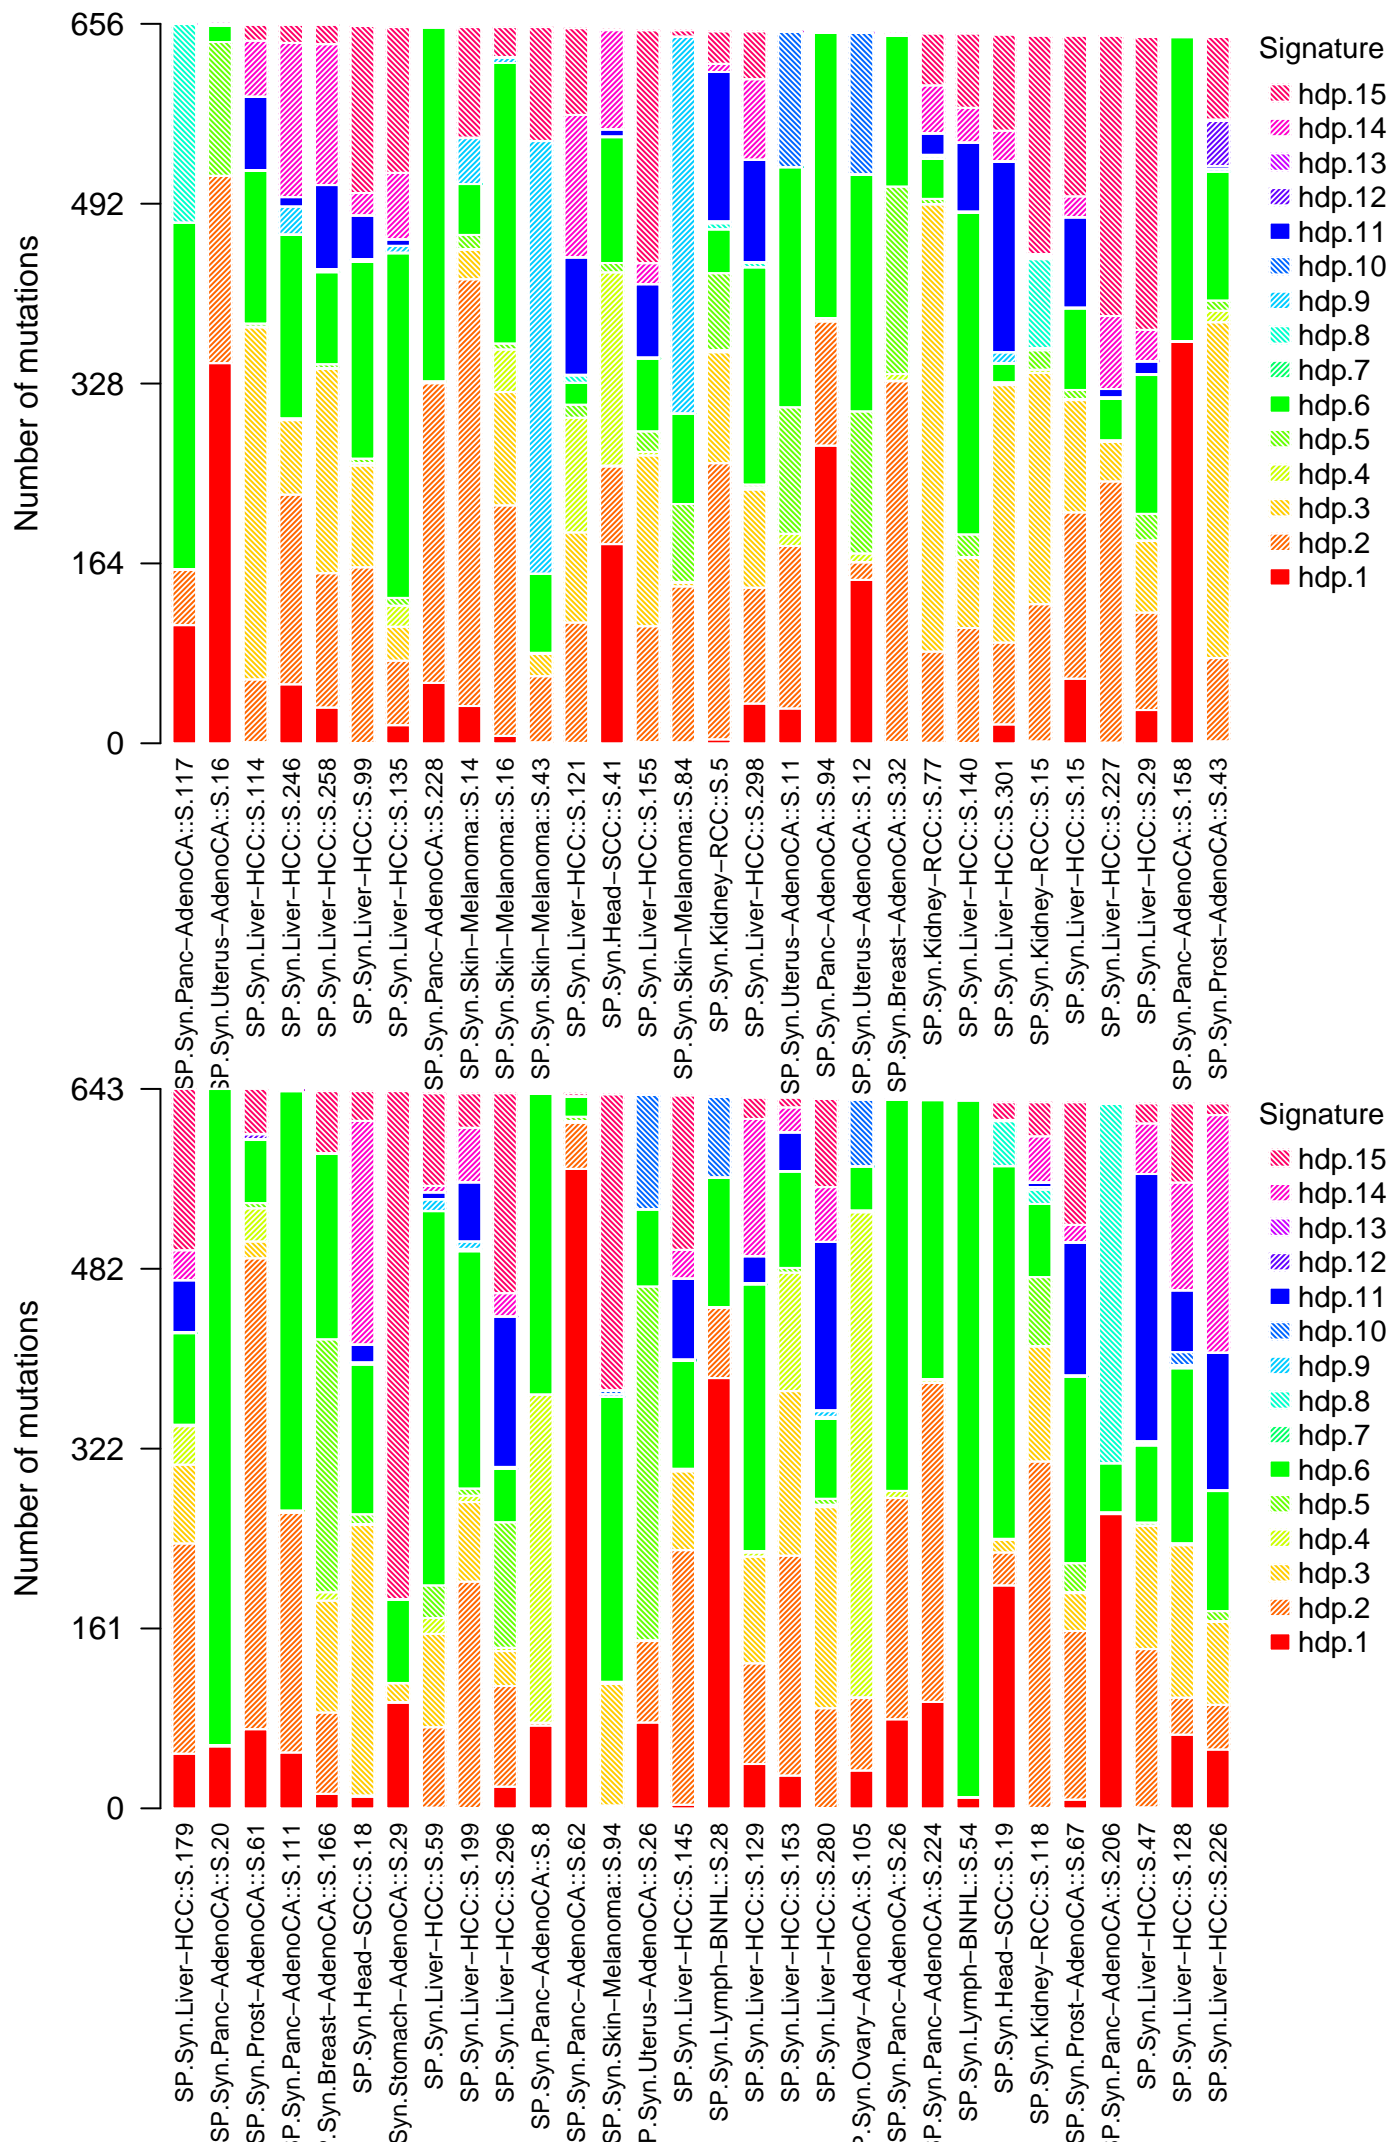 Number of mutations
656
492
328
164
0
Signature
hdp.15
hdp.14
hdp.13
hdp.12
hdp.11
hdp.10
hdp.9
hdp.8
hdp.7
hdp.6
hdp.5
hdp.4
hdp.3
hdp.2
hdp.1
SP.Syn.Panc−AdenoCA::S.117
SP.Syn.Uterus−AdenoCA::S.16
SP.Syn.Liver−HCC::S.114
SP.Syn.Liver−HCC::S.246
SP.Syn.Liver−HCC::S.258
SP.Syn.Liver−HCC::S.99
SP.Syn.Liver−HCC::S.135
SP.Syn.Panc−AdenoCA::S.228
SP.Syn.Skin−Melanoma::S.14
SP.Syn.Skin−Melanoma::S.16
SP.Syn.Skin−Melanoma::S.43
SP.Syn.Liver−HCC::S.121
SP.Syn.Head−SCC::S.41
SP.Syn.Liver−HCC::S.155
SP.Syn.Skin−Melanoma::S.84
SP.Syn.Kidney−RCC::S.5
SP.Syn.Liver−HCC::S.298
SP.Syn.Uterus−AdenoCA::S.11
SP.Syn.Panc−AdenoCA::S.94
SP.Syn.Uterus−AdenoCA::S.12
SP.Syn.Breast−AdenoCA::S.32
SP.Syn.Kidney−RCC::S.77
SP.Syn.Liver−HCC::S.140
SP.Syn.Liver−HCC::S.301
SP.Syn.Kidney−RCC::S.15
SP.Syn.Liver−HCC::S.15
SP.Syn.Liver−HCC::S.227
SP.Syn.Liver−HCC::S.29
SP.Syn.Panc−AdenoCA::S.158
SP.Syn.Prost−AdenoCA::S.43
Number of mutations
643
482
322
161
0
Signature
hdp.15
hdp.14
hdp.13
hdp.12
hdp.11
hdp.10
hdp.9
hdp.8
hdp.7
hdp.6
hdp.5
hdp.4
hdp.3
hdp.2
hdp.1
SP.Syn.Liver−HCC::S.179
SP.Syn.Panc−AdenoCA::S.20
SP.Syn.Prost−AdenoCA::S.61
SP.Syn.Panc−AdenoCA::S.111
P.Syn.Breast−AdenoCA::S.166
SP.Syn.Head−SCC::S.18
Syn.Stomach−AdenoCA::S.29
SP.Syn.Liver−HCC::S.59
SP.Syn.Liver−HCC::S.199
SP.Syn.Liver−HCC::S.296
SP.Syn.Panc−AdenoCA::S.8
SP.Syn.Panc−AdenoCA::S.62
SP.Syn.Skin−Melanoma::S.94
SP.Syn.Uterus−AdenoCA::S.26
SP.Syn.Liver−HCC::S.145
SP.Syn.Lymph−BNHL::S.28
SP.Syn.Liver−HCC::S.129
SP.Syn.Liver−HCC::S.153
SP.Syn.Liver−HCC::S.280
P.Syn.Ovary−AdenoCA::S.105
SP.Syn.Panc−AdenoCA::S.26
SP.Syn.Panc−AdenoCA::S.224
SP.Syn.Lymph−BNHL::S.54
SP.Syn.Head−SCC::S.19
SP.Syn.Kidney−RCC::S.118
SP.Syn.Prost−AdenoCA::S.67
SP.Syn.Panc−AdenoCA::S.206
SP.Syn.Liver−HCC::S.47
SP.Syn.Liver−HCC::S.128
SP.Syn.Liver−HCC::S.226